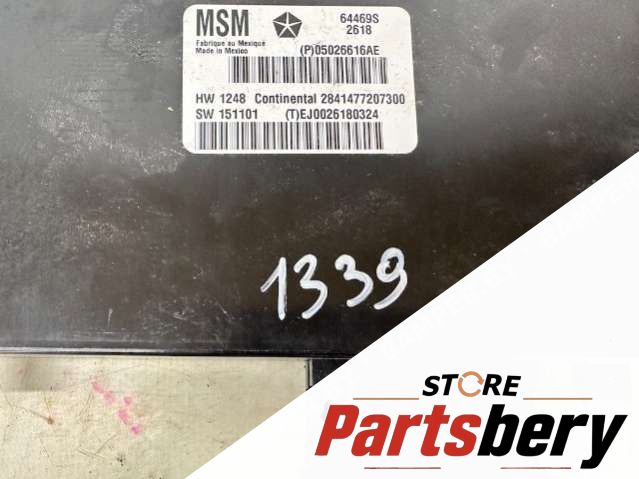 MSM
64469S
2618
Fabriqué au Mexique
Made in Mexico
(P)05026616AE
HW 1248 Continental 2841477207300
SW 151101 (T)EJ0026180324
1339
STORE
Partsbery